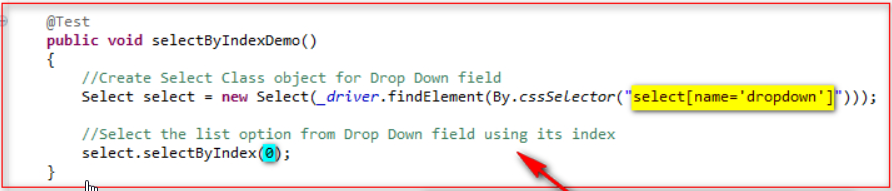 @Test
public void selectByIndexDemo()
{
//Create Select Class object for Drop Down field
Select select = new Select(_driver.findElement(By.cssSelector("select[name='dropdown']")));
//Select the list option from Drop Down field using its index
select.selectByIndex(0);
}